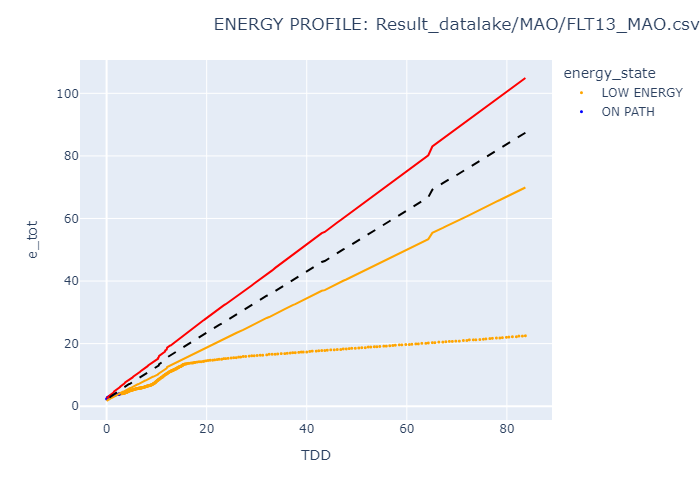 ENERGY PROFILE: Result_datalake/MAO/FLT13_MAO.csv
energy_state
LOW ENERGY
ON PATH
e_tot
100
80
60
40
20
0
0
20
40
60
80
TDD